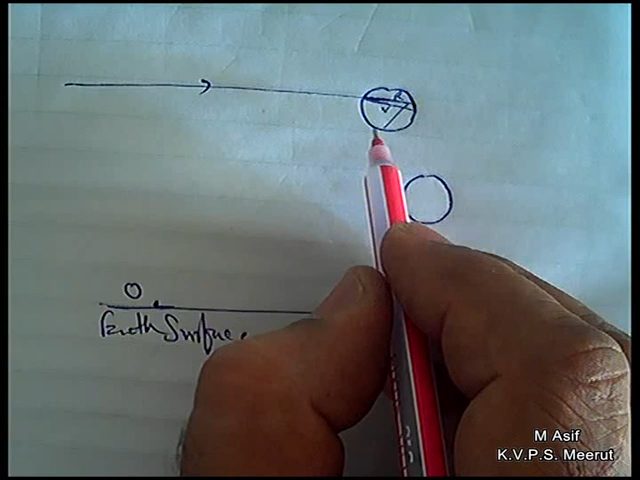 R
V
O
Earth Surface
M Asif
K.V.P.S. Meerut